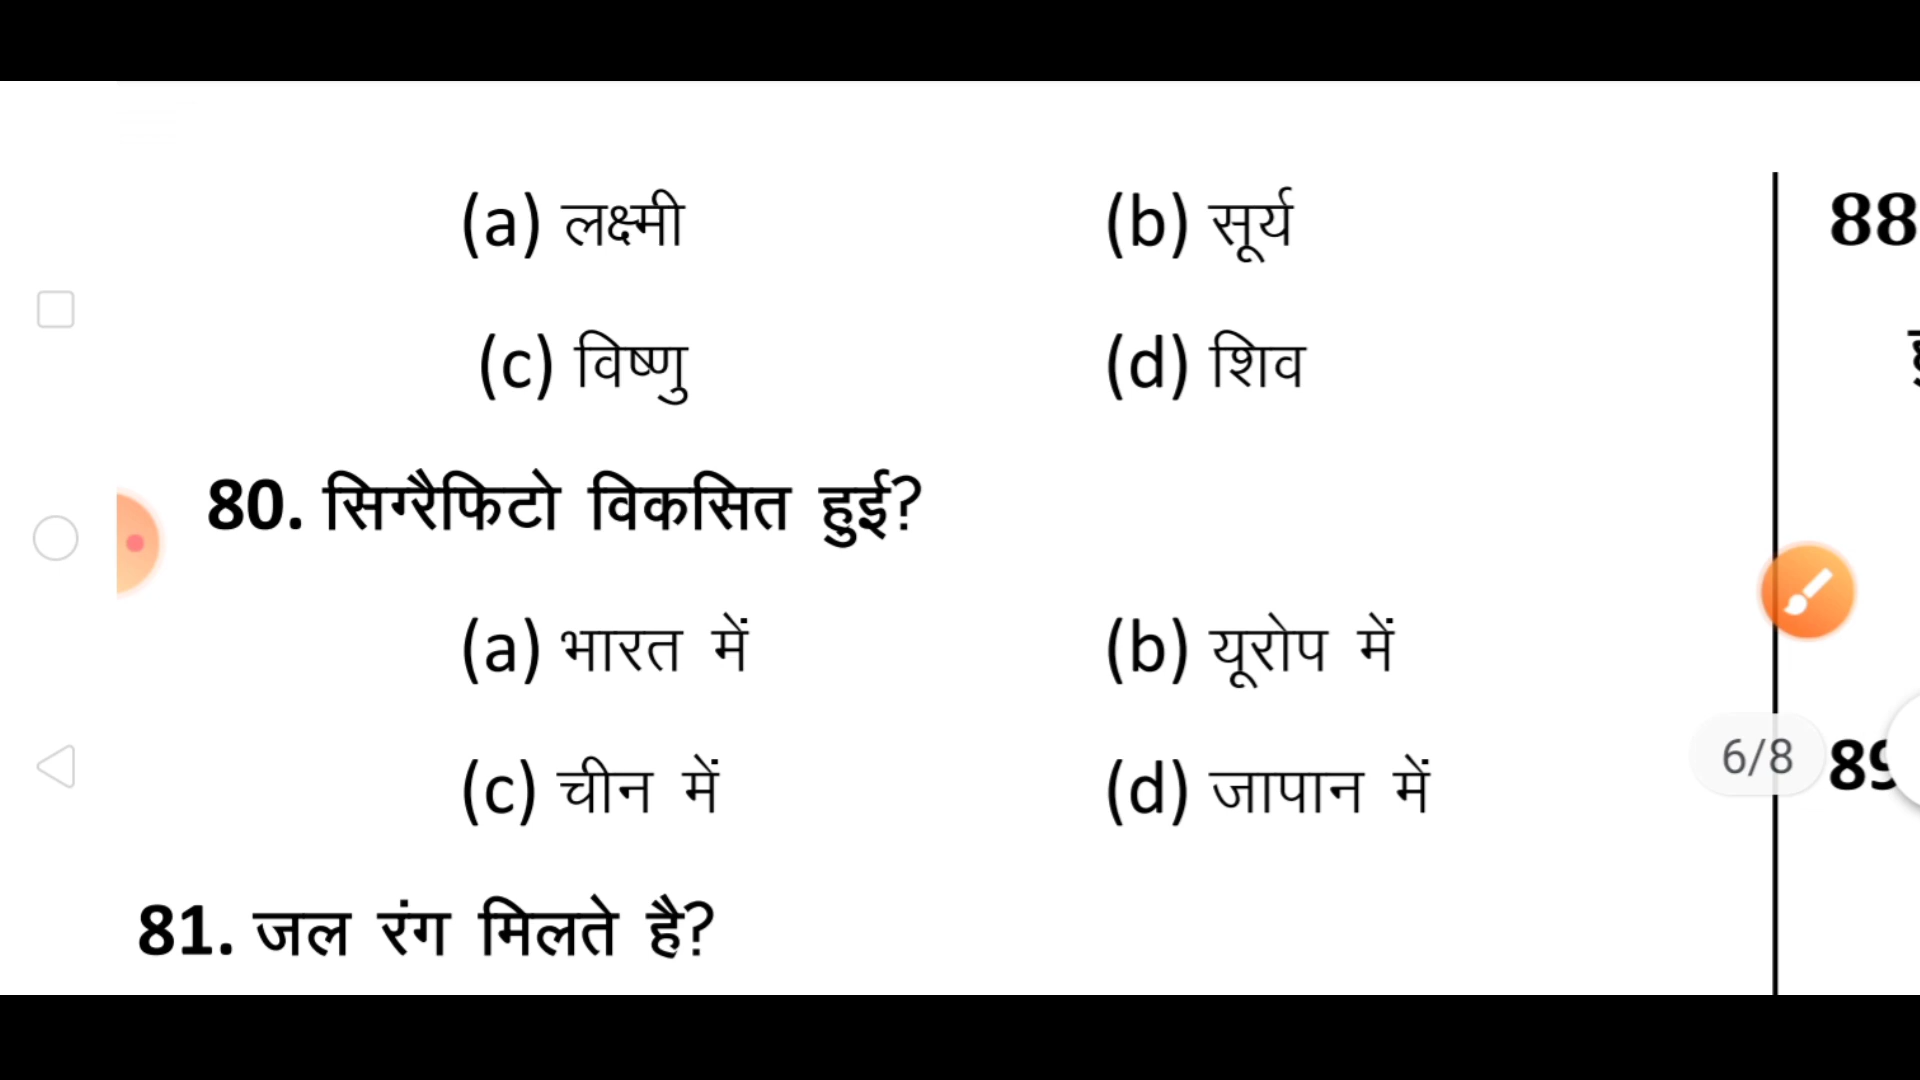 (a) लक्ष्मी (b) सूर्य
(c) विष्णु (d) शिव
80. सिग्रैफिटो विकसित हुई?
(a) भारत में (b) यूरोप में
(c) चीन में (d) जापान में
81. जल रंग मिलते है?
88
6/8